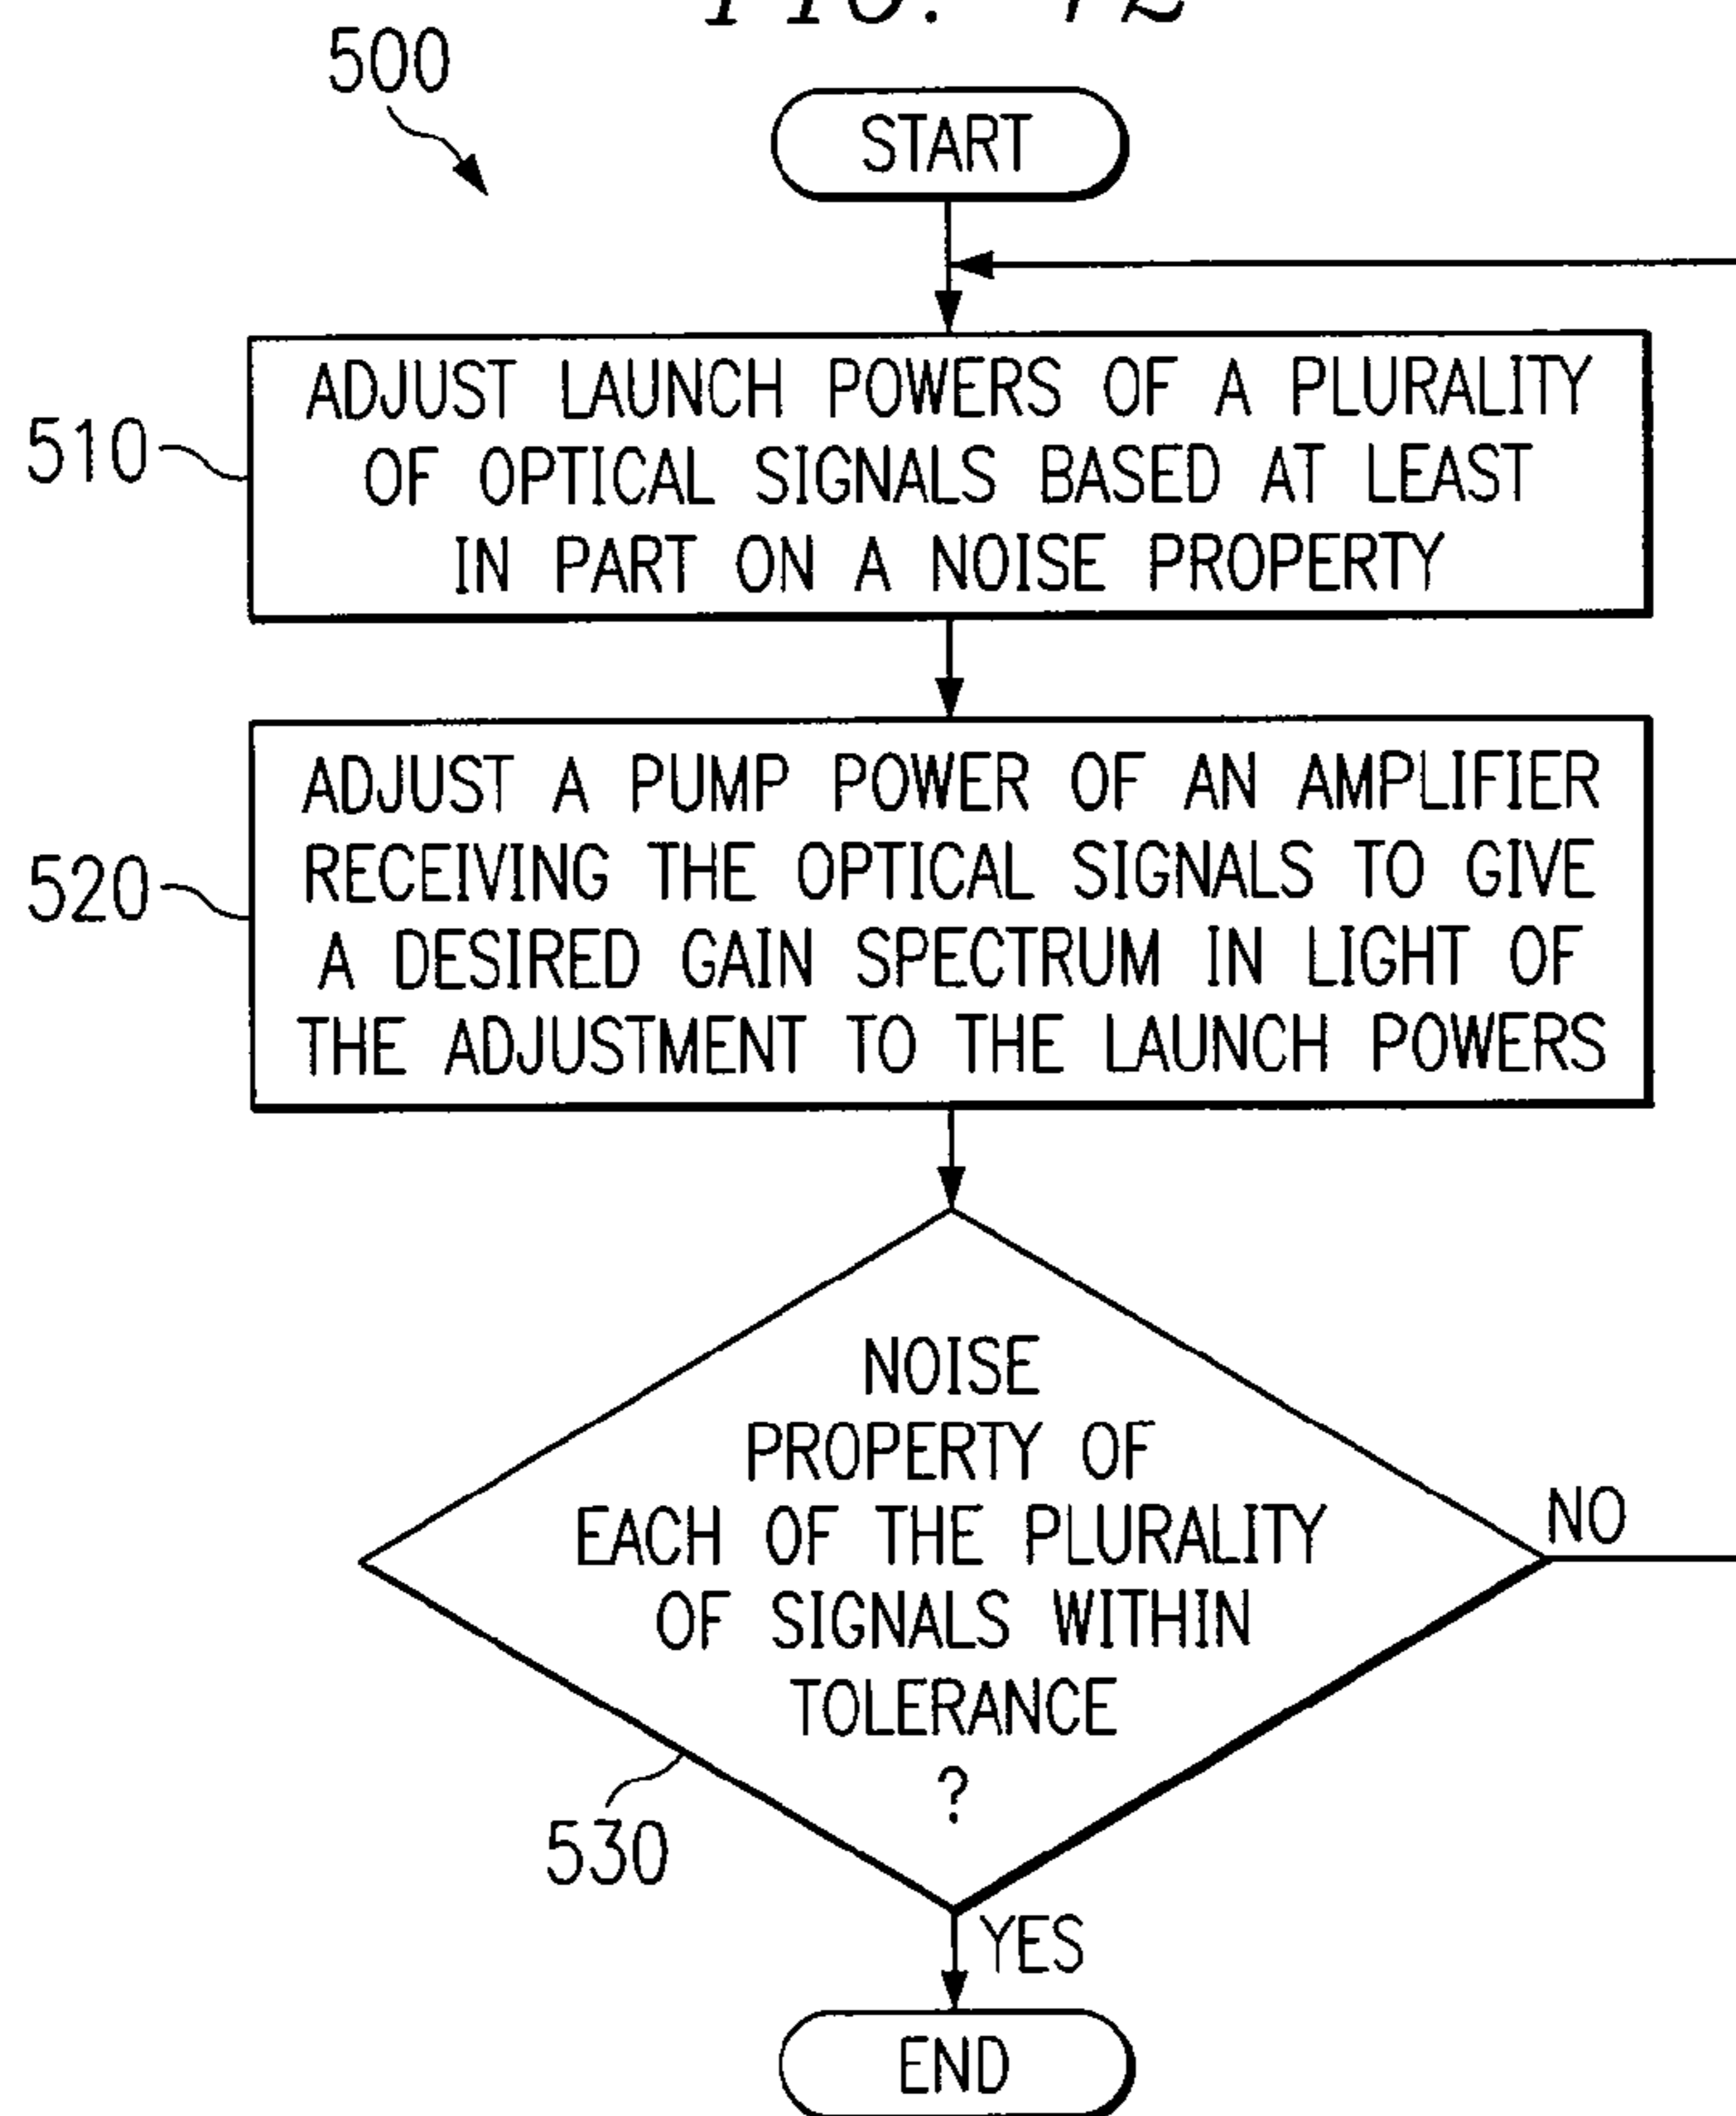 FIG. 12
500
START
ADJUST LAUNCH POWERS OF A PLURALITY
OF OPTICAL SIGNALS BASED AT LEAST
IN PART ON A NOISE PROPERTY
510
ADJUST A PUMP POWER OF AN AMPLIFIER
RECEIVING THE OPTICAL SIGNALS TO GIVE
A DESIRED GAIN SPECTRUM IN LIGHT OF
THE ADJUSTMENT TO THE LAUNCH POWERS
520
NOISE
PROPERTY OF
EACH OF THE PLURALITY
OF SIGNALS WITHIN
TOLERANCE
?
NO
530
YES
END